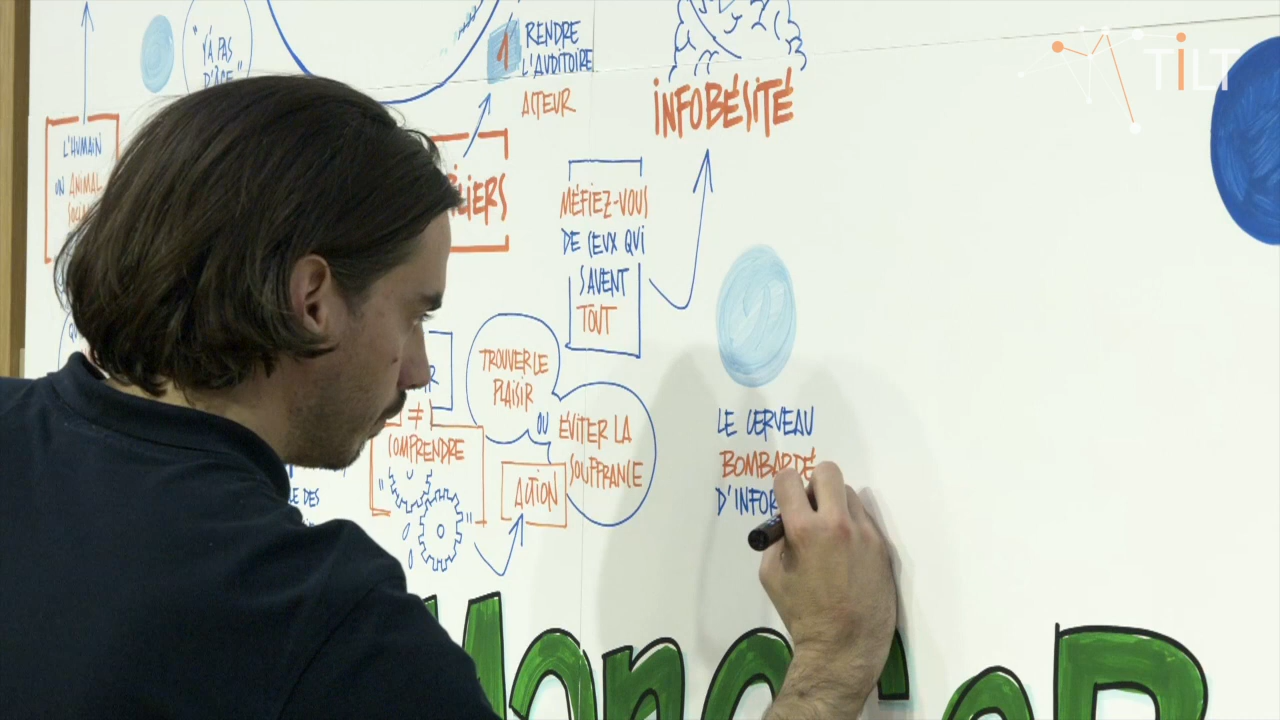 "Y'A PAS
D'ÂGE"
L'HUMAIN
UN ANIMAL
1
RENDRE
L'AUDITOIRE
ACTEUR
INFOBÉSITÉ
TiLT
MÉFIEZ-VOUS
DE CEUX QUI
SAVENT
TOUT
TROUVER LE
PLAISIR
OU
ÉVITER LA
SOUFFRANCE
≠
COMPRENDRE
ACTION
LE CERVEAU
BOMBARDÉ
D'INFOR